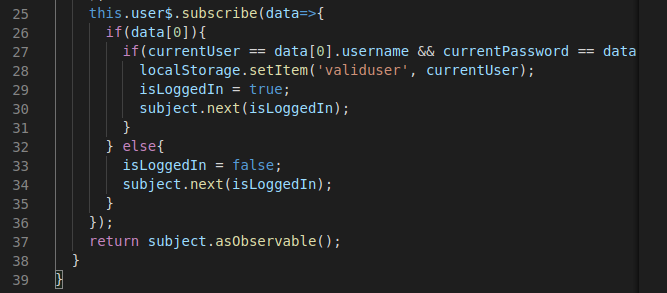 25 this.user$.subscribe(data=>{
26 if(data[0]){
27 if(currentUser == data[0].username && currentPassword == data
28 localStorage.setItem('validuser', currentUser);
29 isLoggedIn = true;
30 subject.next(isLoggedIn);
31 }
32 } else{
33 isLoggedIn = false;
34 subject.next(isLoggedIn);
35 }
36 });
37 return subject.asObservable();
38 }
39 }